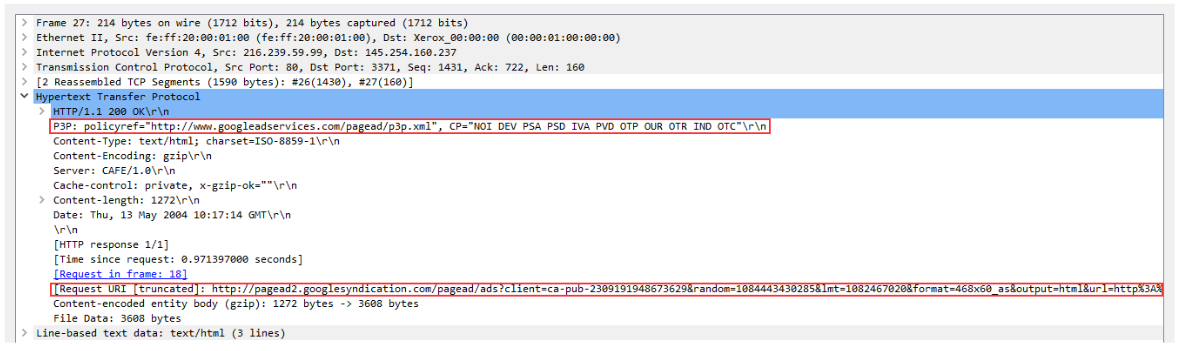 Frame 27: 214 bytes on wire (1712 bits), 214 bytes captured (1712 bits)
Ethernet II, Src: fe:ff:20:00:01:00 (fe:ff:20:00:01:00), Dst: Xerox_00:00:00 (00:00:01:00:00:00)
Internet Protocol Version 4, Src: 216.239.59.99, Dst: 145.254.160.237
Transmission Control Protocol, Src Port: 80, Dst Port: 3371, Seq: 1431, Ack: 722, Len: 160
[2 Reassembled TCP Segments (1590 bytes): #26(1430), #27(160)]
Hypertext Transfer Protocol
HTTP/1.1 200 OK\r\n
P3P: policyref="http://www.googleadservices.com/pagead/p3p.xml", CP="NOI DEV PSA PSD IVA PVD OTP OUR OTR IND OTC"\r\n
Content-Type: text/html; charset=ISO-8859-1\r\n
Content-Encoding: gzip\r\n
Server: CAFE/1.0\r\n
Cache-control: private, x-gzip-ok=""\r\n
Content-length: 1272\r\n
Date: Thu, 13 May 2004 10:17:14 GMT\r\n
\r\n
[HTTP response 1/1]
[Time since request: 0.971397000 seconds]
[Request in frame: 18]
[Request URI [truncated]: http://pagead2.googlesyndication.com/pagead/ads?client=ca-pub-2309191948673629&random=1084443430285&lmt=1082467020&format=468x60_as&output=html&url=http%3A%
Content-encoded entity body (gzip): 1272 bytes -> 3608 bytes
File Data: 3608 bytes
Line-based text data: text/html (3 lines)